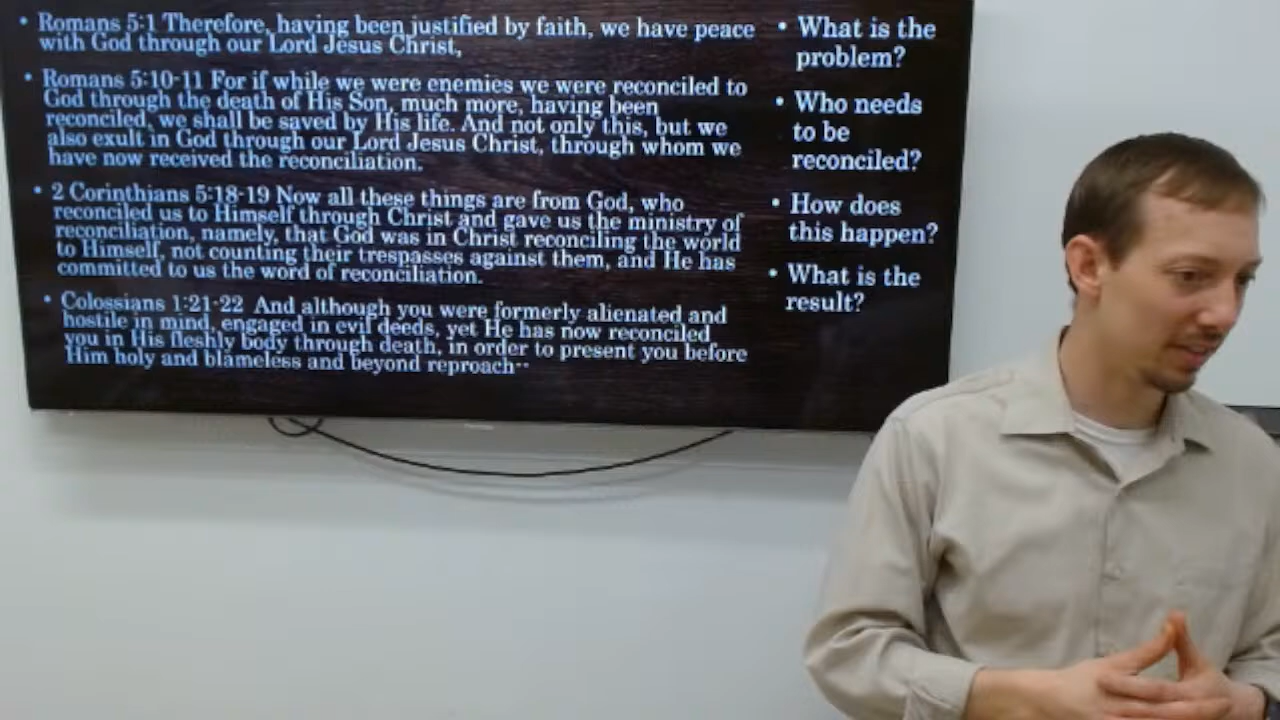 • Romans 5:1 Therefore, having been justified by faith, we have peace
with God through our Lord Jesus Christ,
• Romans 5:10-11 For if while we were enemies we were reconciled to
God through the death of His Son, much more, having been
reconciled, we shall be saved by His life. And not only this, but we
also exult in God through our Lord Jesus Christ, through whom we
have now received the reconciliation.
• 2 Corinthians 5:18-19 Now all these things are from God, who
reconciled us to Himself through Christ and gave us the ministry of
reconciliation, namely, that God was in Christ reconciling the world
to Himself, not counting their trespasses against them, and He has
committed to us the word of reconciliation.
• Colossians 1:21-22 And although you were formerly alienated and
hostile in mind, engaged in evil deeds, yet He has now reconciled
you in His fleshly body through death, in order to present you before
Him holy and blameless and beyond reproach--
• What is the
problem?
• Who needs
to be
reconciled?
• How does
this happen?
• What is the
result?